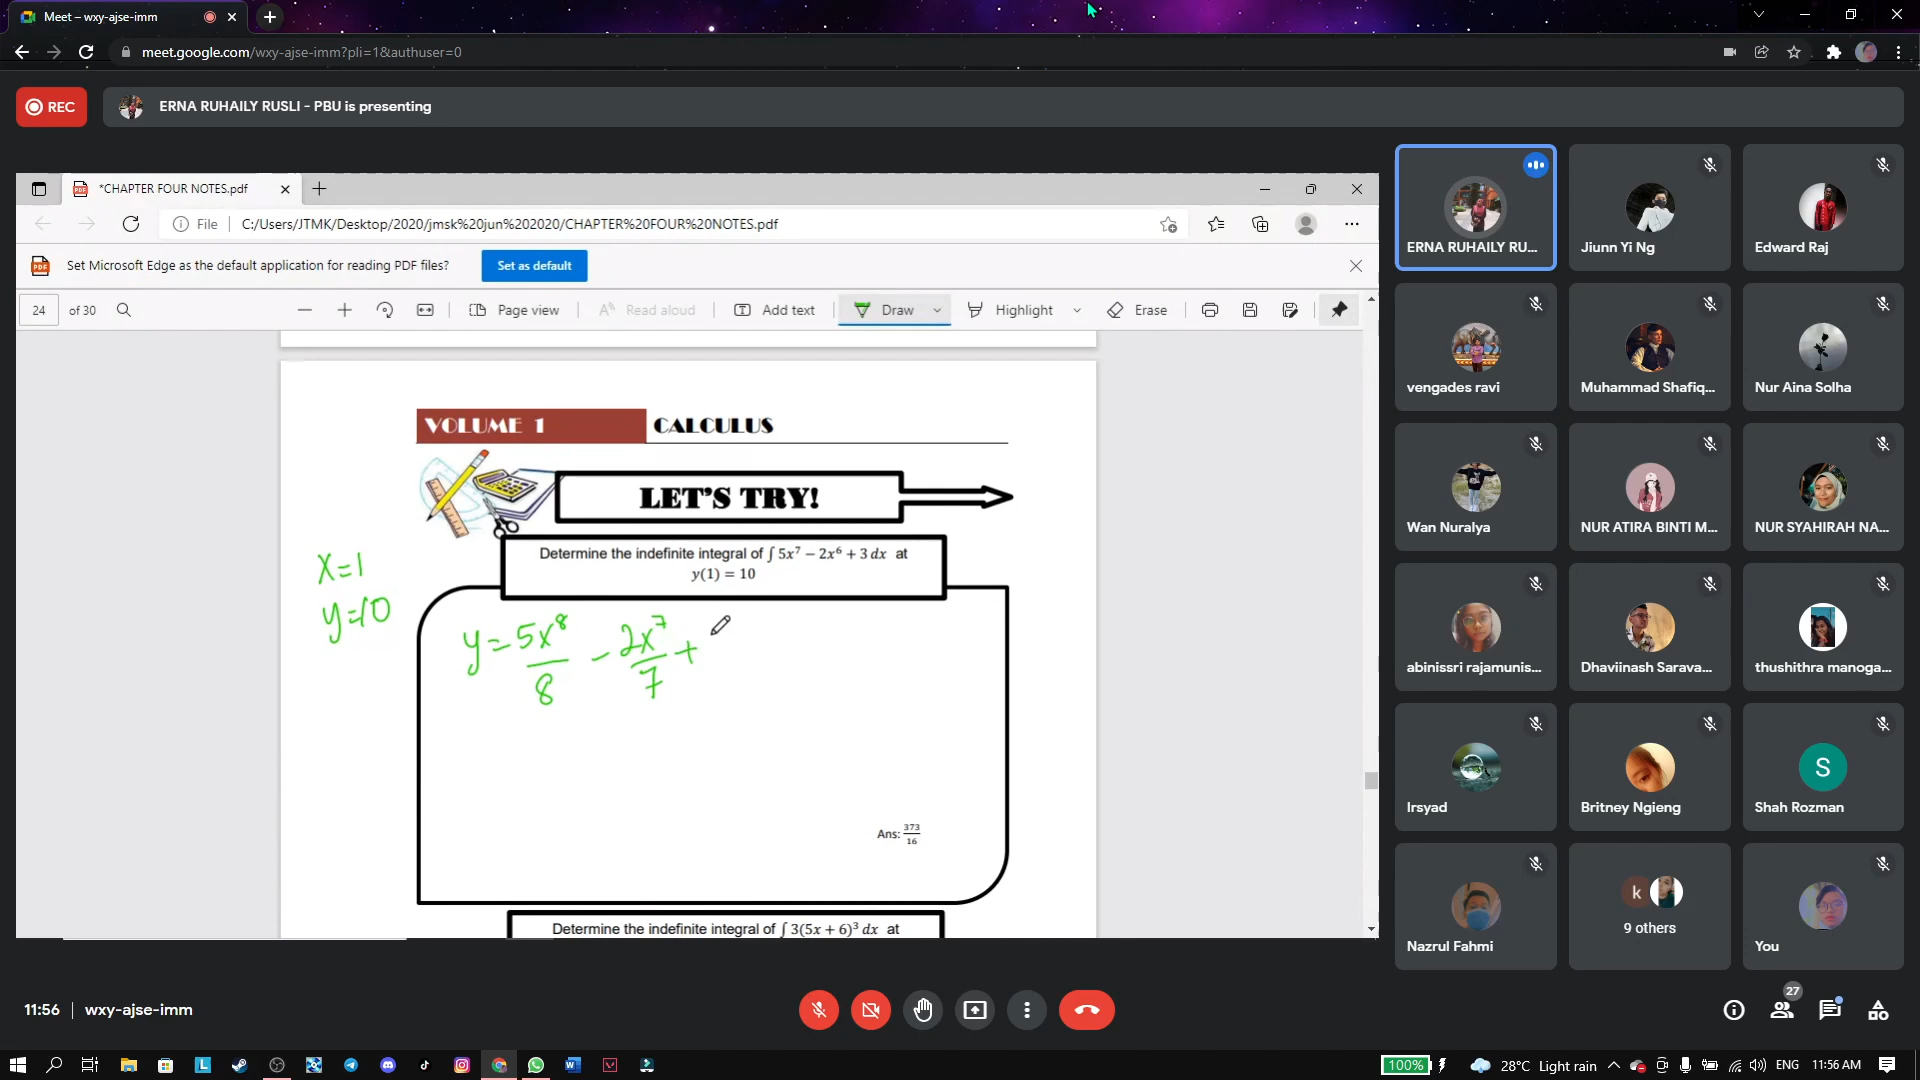 Meet – wxy-ajse-imm
meet.google.com/wxy-ajse-imm?pli=1&authuser=0
REC
ERNA RUHAILY RUSLI - PBU is presenting
*CHAPTER FOUR NOTES.pdf
File | C:/Users/JTMK/Desktop/2020/jmsk%20jun%202020/CHAPTER%20FOUR%20NOTES.pdf
Set Microsoft Edge as the default application for reading PDF files?
Set as default
24 of 30
Page view
Read aloud
Add text
Draw
Highlight
Erase
VOLUME 1
CALCULUS
LET'S TRY!
Determine the indefinite integral of ∫ 5x⁷ − 2x⁶ + 3 dx at
y(1) = 10
x=1
y=10
y = 5x⁸/8 − 2x⁷/7 +
Ans: 373/16
Determine the indefinite integral of ∫ 3(5x + 6)³ dx at
ERNA RUHAILY RU...
Jiunn Yi Ng
Edward Raj
vengades ravi
Muhammad Shafiq...
Nur Aina Solha
Wan Nuralya
NUR ATIRA BINTI M...
NUR SYAHIRAH NA...
abinissri rajamunis...
Dhaviinash Sarava...
thushithra manoga...
Irsyad
Britney Ngieng
S
Shah Rozman
Nazrul Fahmi
k
9 others
You
11:56 | wxy-ajse-imm
27
100%
28°C Light rain
ENG
11:56 AM